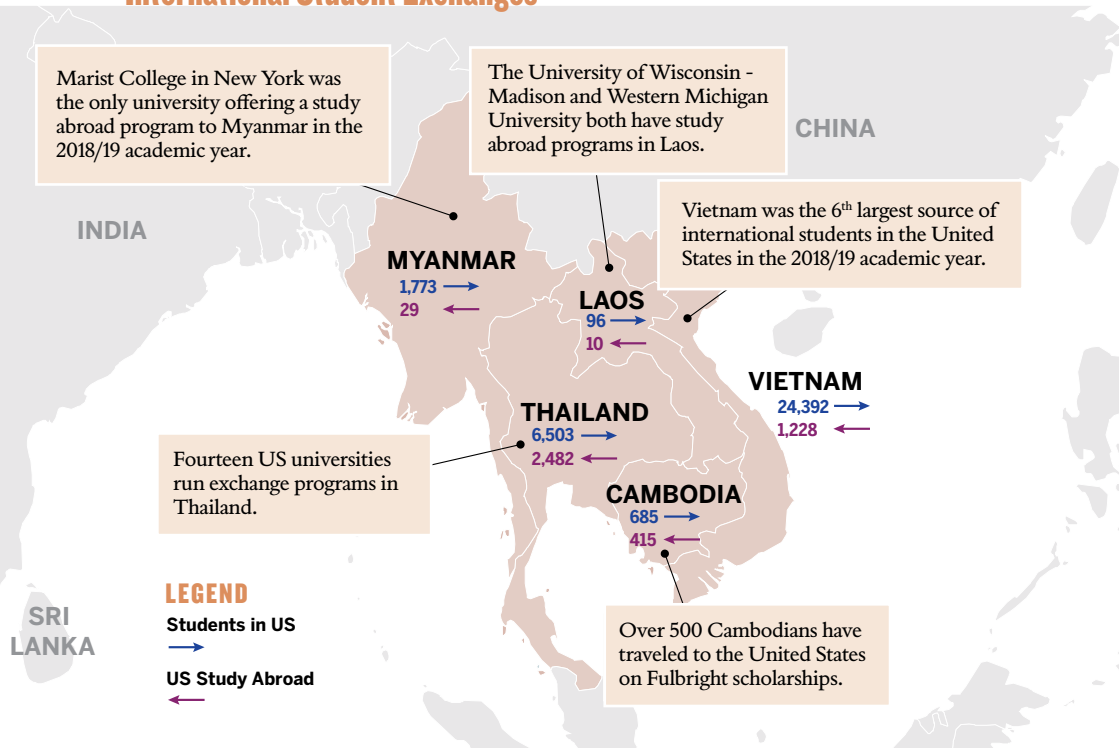 International Student Exchanges
Marist College in New York was
the only university offering a study
abroad program to Myanmar in the
2018/19 academic year.
The University of Wisconsin -
Madison and Western Michigan
University both have study
abroad programs in Laos.
CHINA
Vietnam was the 6th largest source of
international students in the United
States in the 2018/19 academic year.
INDIA
MYANMAR
1,773
29
LAOS
96
10
VIETNAM
24,392
1,228
THAILAND
6,503
2,482
Fourteen US universities
run exchange programs in
Thailand.
CAMBODIA
685
415
LEGEND
Students in US
US Study Abroad
SRI
LANKA
Over 500 Cambodians have
traveled to the United States
on Fulbright scholarships.